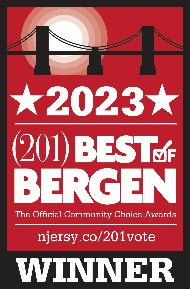 ★ 2023 ★
(201) BEST OF
BERGEN
The Official Community Choice Awards
njersy.co/201vote
WINNER